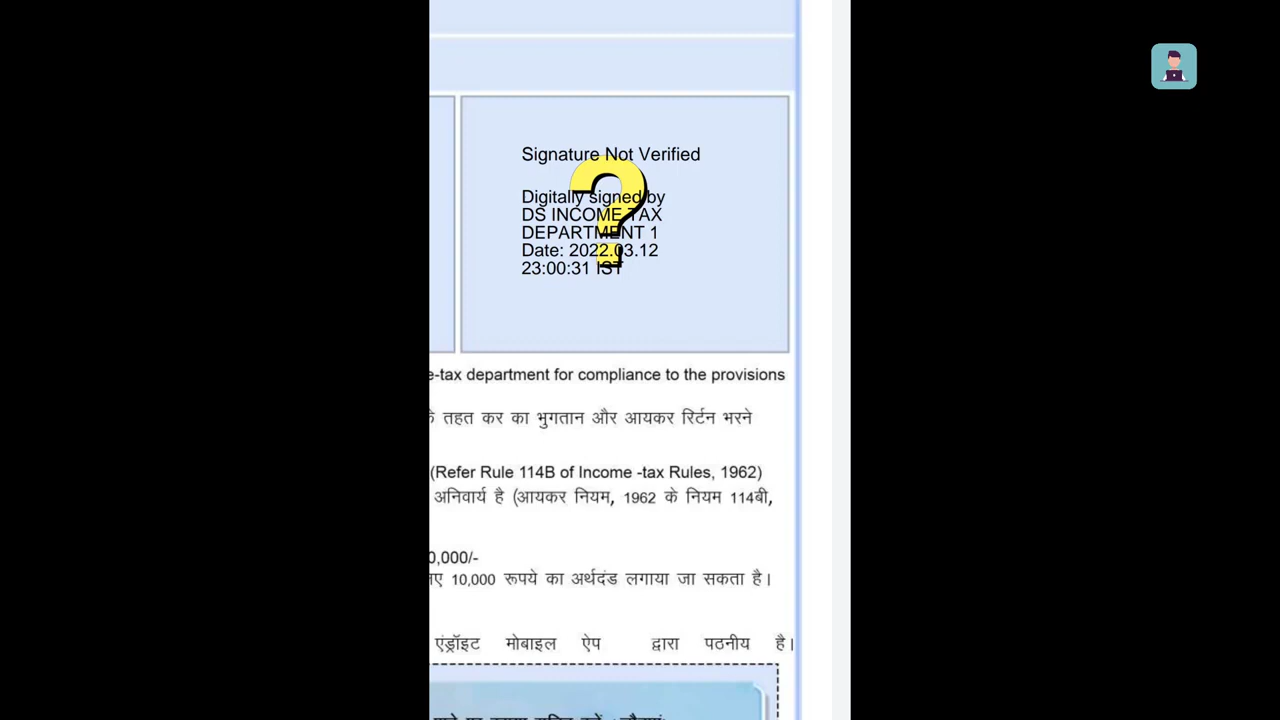 Signature Not Verified
Digitally signed by
DS INCOME TAX
DEPARTMENT 1
Date: 2022.03.12
23:00:31 IST
e-tax department for compliance to the provisions
के तहत कर का भुगतान और आयकर रिर्टन भरने
(Refer Rule 114B of Income -tax Rules, 1962)
अनिवार्य है (आयकर नियम, 1962 के नियम 114बी,
0,000/-
10,000 रूपये का अर्थदंड लगाया जा सकता है।
एंड्रॉइट मोबाइल ऐप द्वारा पठनीय है।